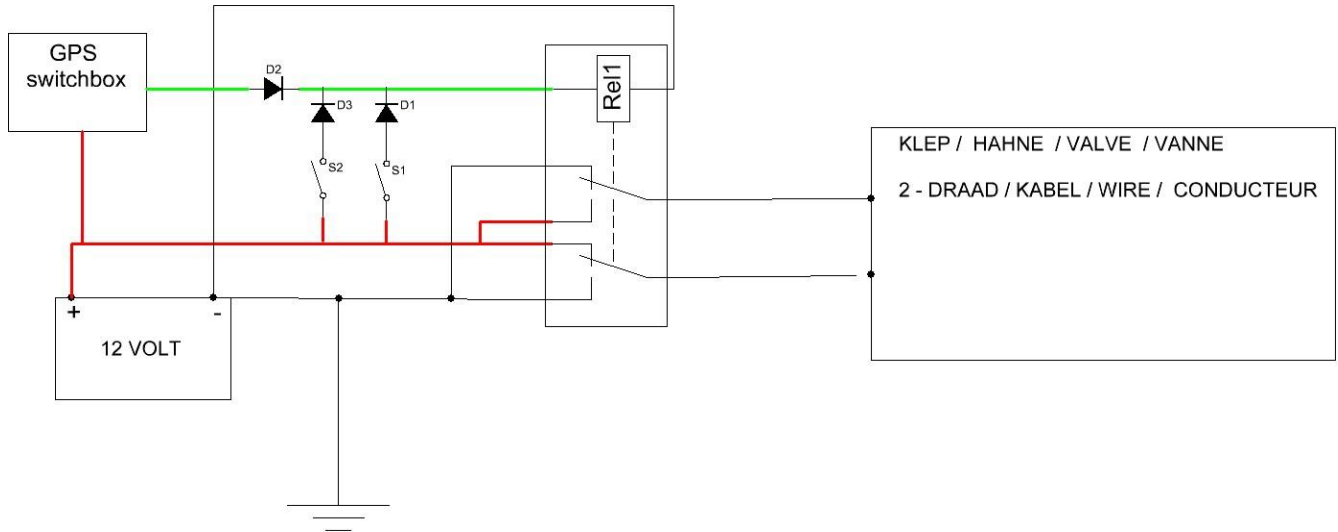 GPS
switchbox
D2
D3
D1
S2
S1
Rel1
KLEP / HAHNE / VALVE / VANNE
2 - DRAAD / KABEL / WIRE / CONDUCTEUR
+
-
12 VOLT